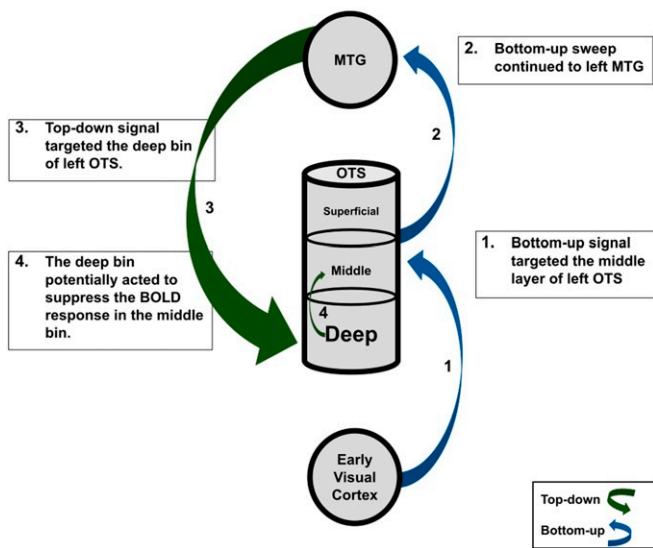 MTG
2. Bottom-up sweep
continued to left MTG
2
3. Top-down signal
targeted the deep bin
of left OTS.
3
OTS
Superficial
Middle
4
Deep
1. Bottom-up signal
targeted the middle
layer of left OTS
4. The deep bin
potentially acted to
suppress the BOLD
response in the middle
bin.
1
Early
Visual
Cortex
Top-down
Bottom-up